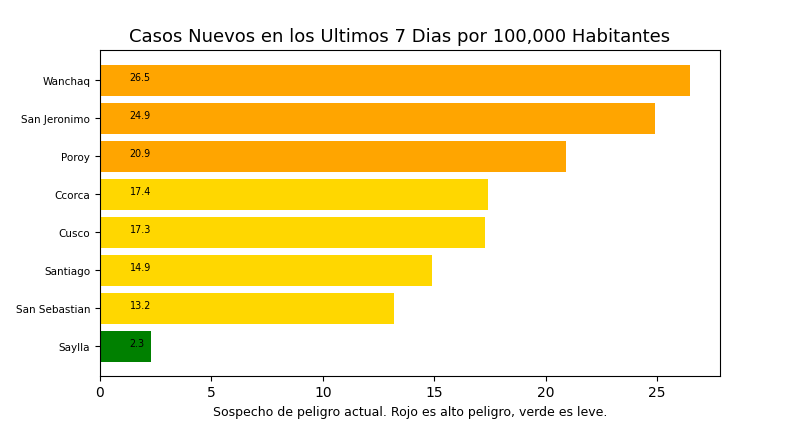 Casos Nuevos en los Ultimos 7 Dias por 100,000 Habitantes
Wanchaq 26.5
San Jeronimo 24.9
Poroy 20.9
Ccorca 17.4
Cusco 17.3
Santiago 14.9
San Sebastian 13.2
Saylla 2.3
0 5 10 15 20 25
Sospecho de peligro actual. Rojo es alto peligro, verde es leve.